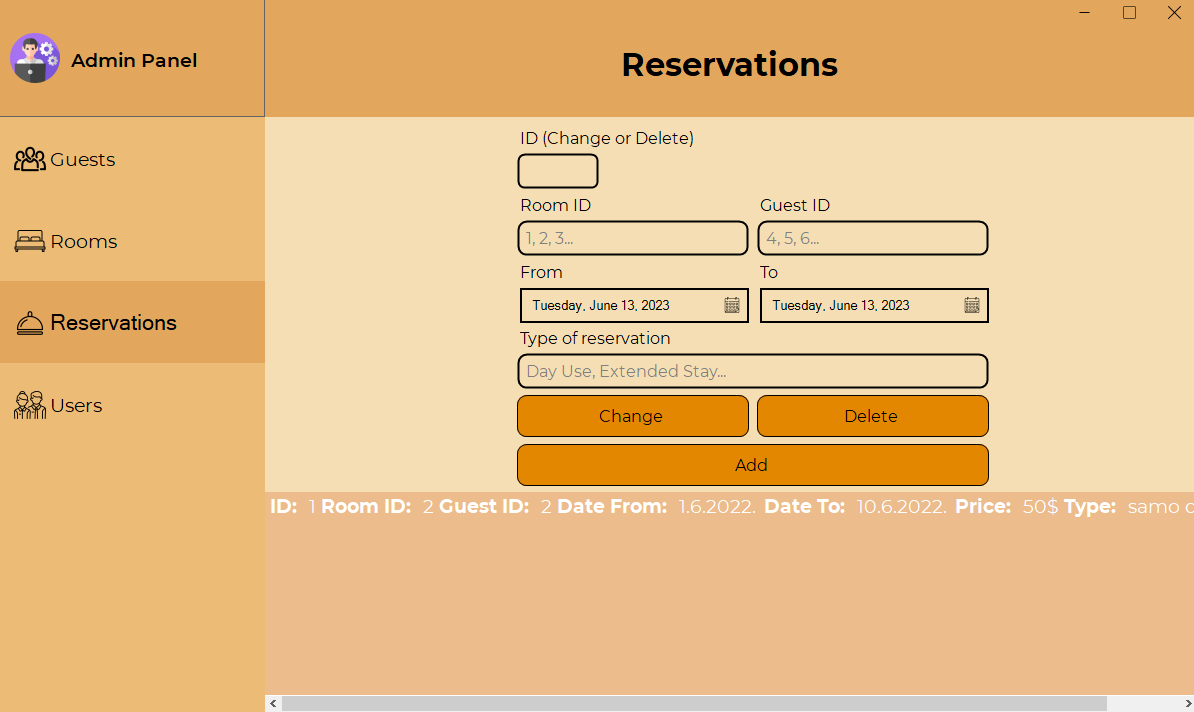 Admin Panel
Reservations
Guests
Rooms
Reservations
Users
ID (Change or Delete)
Room ID Guest ID
1, 2, 3... 4, 5, 6...
From To
Tuesday, June 13, 2023 Tuesday, June 13, 2023
Type of reservation
Day Use, Extended Stay...
Change Delete
Add
ID: 1 Room ID: 2 Guest ID: 2 Date From: 1.6.2022. Date To: 10.6.2022. Price: 50$ Type: samo